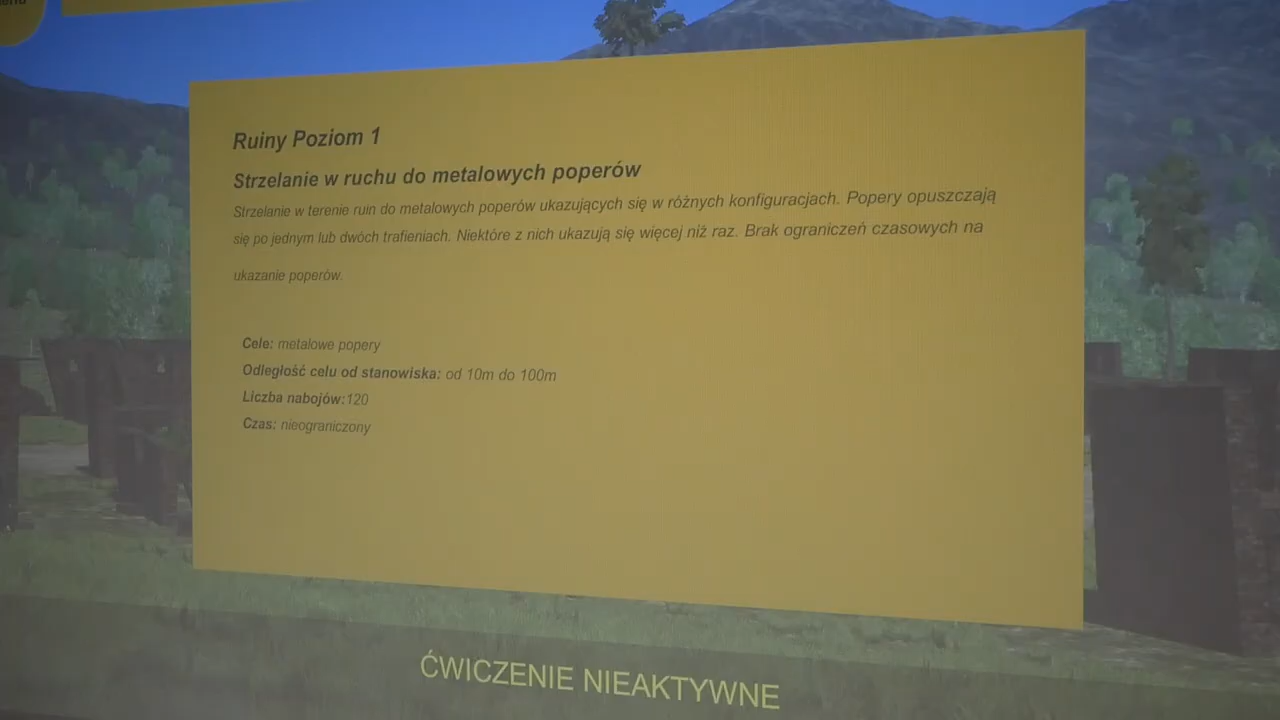 Ruiny Poziom 1
Strzelanie w ruchu do metalowych poperów
Strzelanie w terenie ruin do metalowych poperów ukazujących się w różnych konfiguracjach. Popery opuszczają
się po jednym lub dwóch trafieniach. Niektóre z nich ukazują się więcej niż raz. Brak ograniczeń czasowych na
ukazanie poperów.
Cele: metalowe popery
Odległość celu od stanowiska: od 10m do 100m
Liczba nabojów:120
Czas: nieograniczony
ĆWICZENIE NIEAKTYWNE